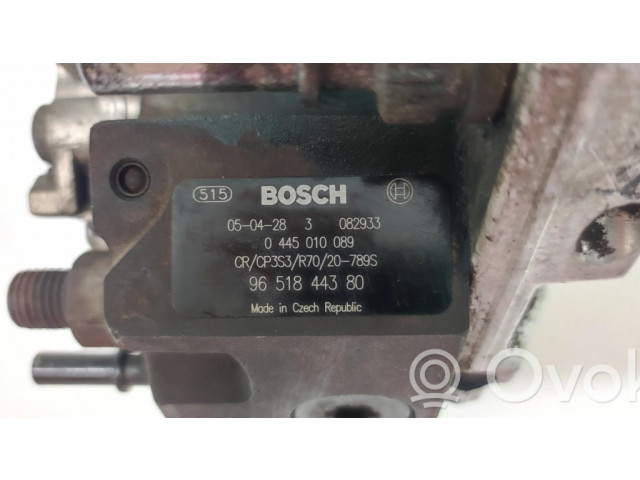 515 BOSCH
05-04-28 3 082933
0 445 010 089
CR/CP3S3/R70/20-789S
96 518 443 80
Made in Czech Republic
Ovok